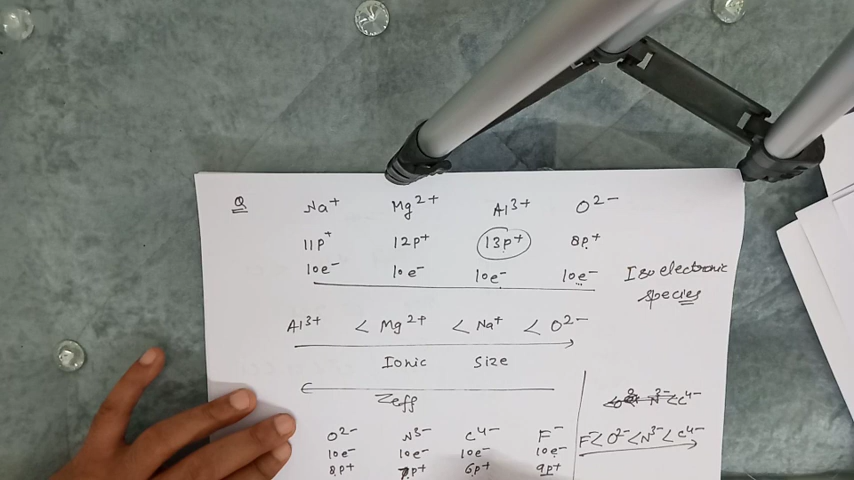 Q Na+ Mg2+ Al3+ O2-
11p+ 12p+ 13p+ 8p+
10e- 10e- 10e- 10e-
Isoelectronic
species
Al3+ < Mg2+ < Na+ < O2-
Ionic Size
Zeff
O2- N3- C4- F-
10e- 10e- 10e- 10e-
8p+ 7p+ 6p+ 9p+
N3- < C4-
F- < O2- < N3- < C4-